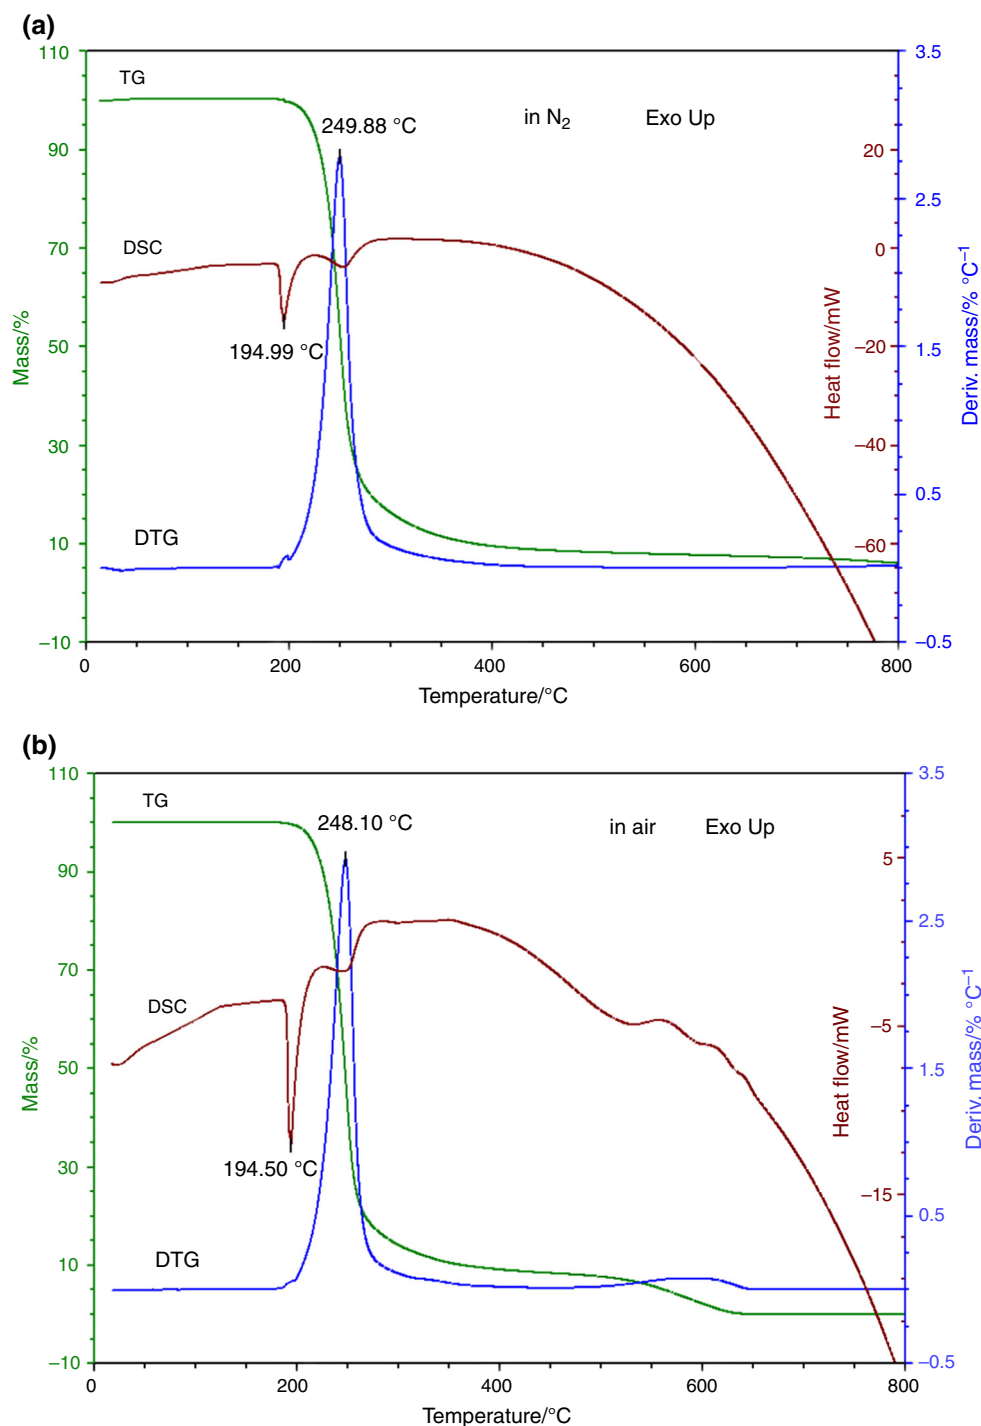 (a)
110
3.5
TG
249.88 °C
in N2
Exo Up
90
20
2.5
DSC
70
0
194.99 °C
50
−20
1.5
Mass/%
Heat flow/mW
Deriv. mass/% °C−1
30
−40
0.5
DTG
10
−60
−10
−0.5
0 200 400 600 800
Temperature/°C
(b)
110
3.5
TG
248.10 °C
in air
Exo Up
90
5
2.5
70
DSC
−5
50
1.5
Mass/%
Heat flow/mW
Deriv. mass/% °C−1
194.50 °C
30
−15
0.5
DTG
10
−10
−0.5
0 200 400 600 800
Temperature/°C